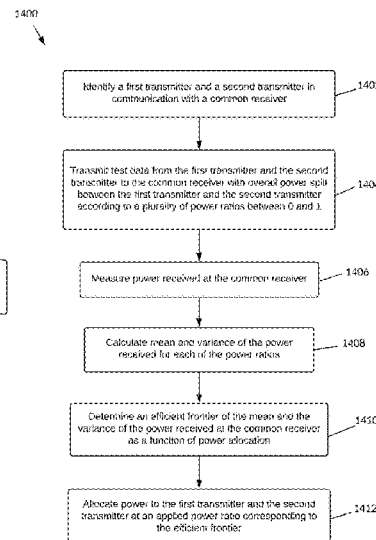 1400
Identify a first transmitter and a second transmitter in
communication with a common receiver
1402
Transmit test data from the first transmitter and the second
transmitter to the common receiver with overall power split
between the first transmitter and the second transmitter
according to a plurality of power ratios between 0 and 1
1404
Measure power received at the common receiver
1406
Calculate mean and variance of the power
received for each of the power ratios
1408
Determine an efficient frontier of the mean and the
variance of the power received at the common receiver
as a function of power allocation
1410
Allocate power to the first transmitter and the second
transmitter at an applied power ratio corresponding to
the efficient frontier
1412